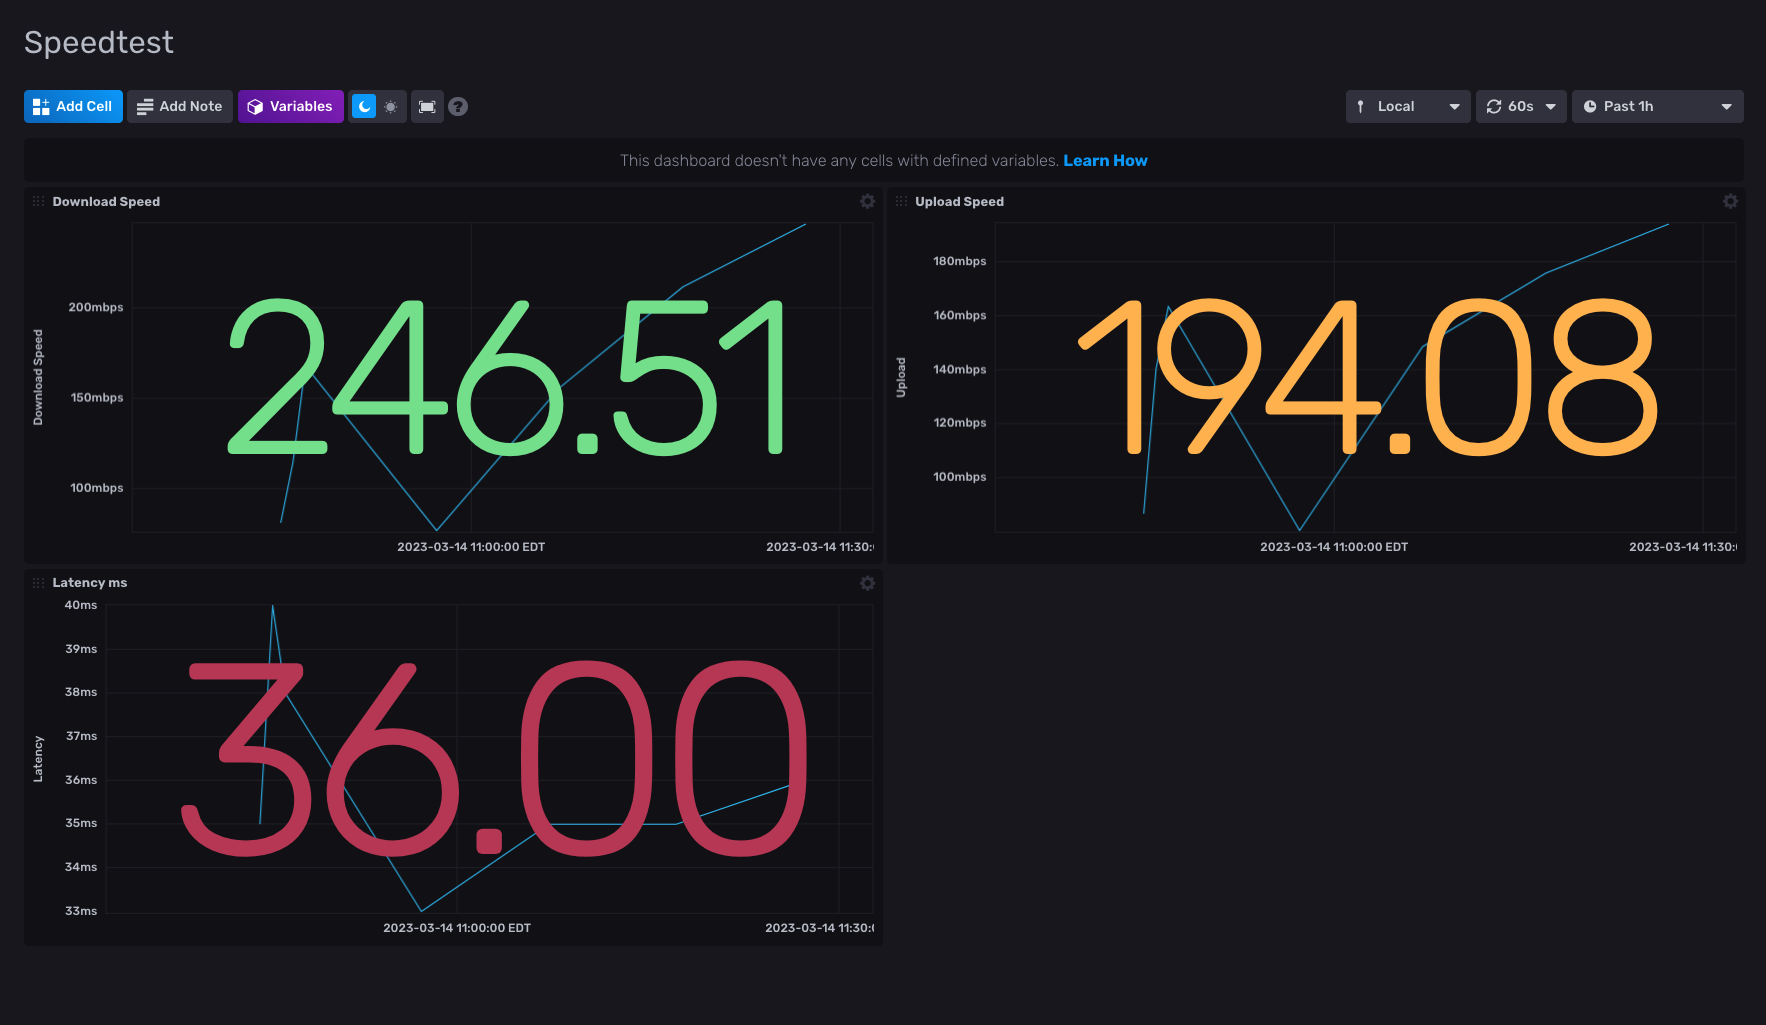 Speedtest
Add Cell
Add Note
Variables
?
Local
60s
Past 1h
This dashboard doesn't have any cells with defined variables. Learn How
Download Speed
Download Speed
200mbps
150mbps
100mbps
246.51
2023-03-14 11:00:00 EDT
2023-03-14 11:30:
Upload Speed
Upload
180mbps
160mbps
140mbps
120mbps
100mbps
194.08
2023-03-14 11:00:00 EDT
2023-03-14 11:30:
Latency ms
Latency
40ms
39ms
38ms
37ms
36ms
35ms
34ms
33ms
36.00
2023-03-14 11:00:00 EDT
2023-03-14 11:30: